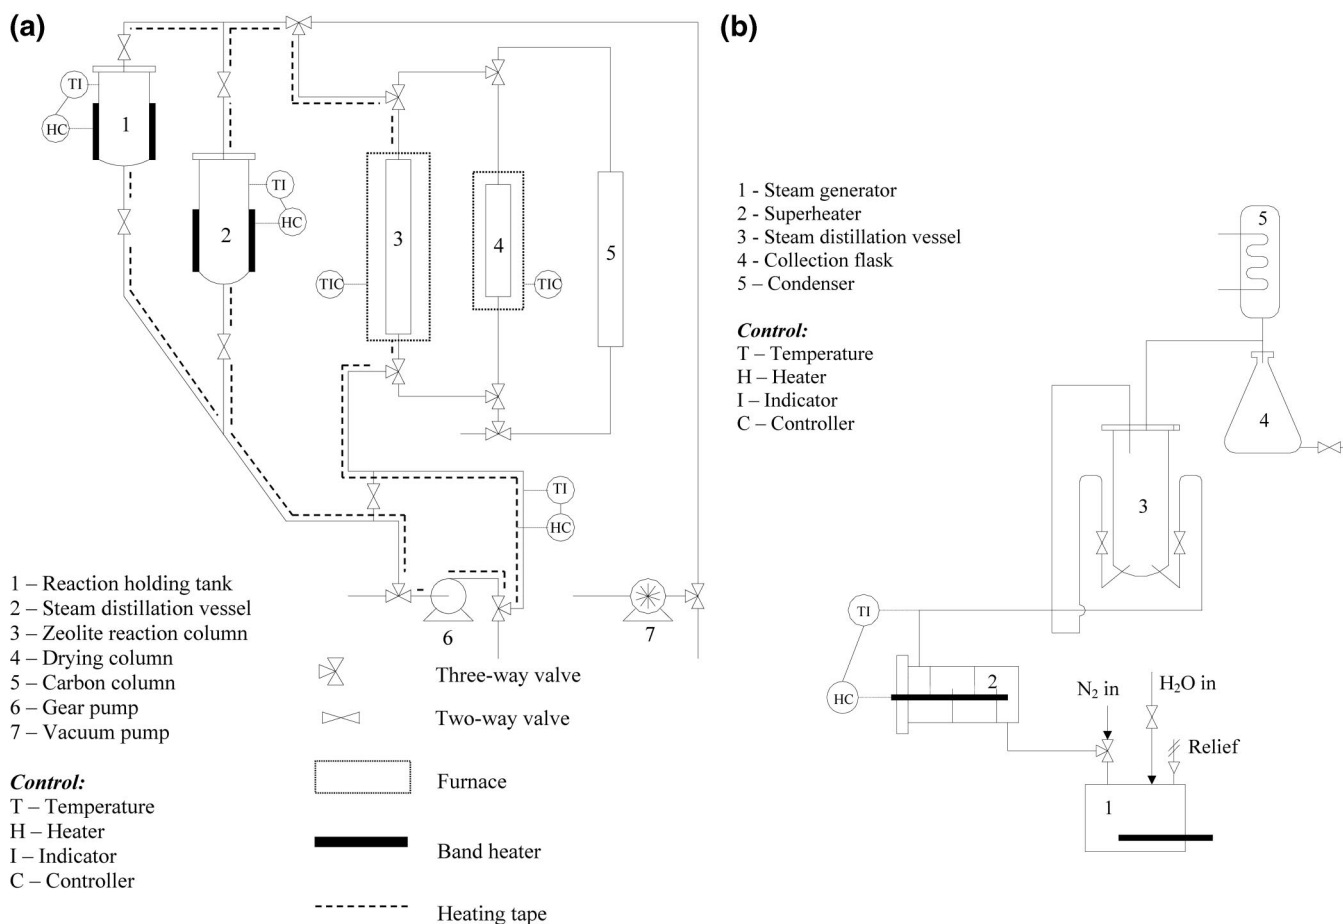 (a)
TI
HC
1
TI
HC
2
3
TIC
4
TIC
5
TI
HC
6
7
1 – Reaction holding tank
2 – Steam distillation vessel
3 – Zeolite reaction column
4 – Drying column
5 – Carbon column
6 – Gear pump
7 – Vacuum pump
Control:
T – Temperature
H – Heater
I – Indicator
C – Controller
Three-way valve
Two-way valve
Furnace
Band heater
Heating tape
(b)
1 - Steam generator
2 - Superheater
3 - Steam distillation vessel
4 - Collection flask
5 – Condenser
Control:
T – Temperature
H – Heater
I – Indicator
C – Controller
5
4
3
TI
HC
2
N₂ in
H₂O in
Relief
1